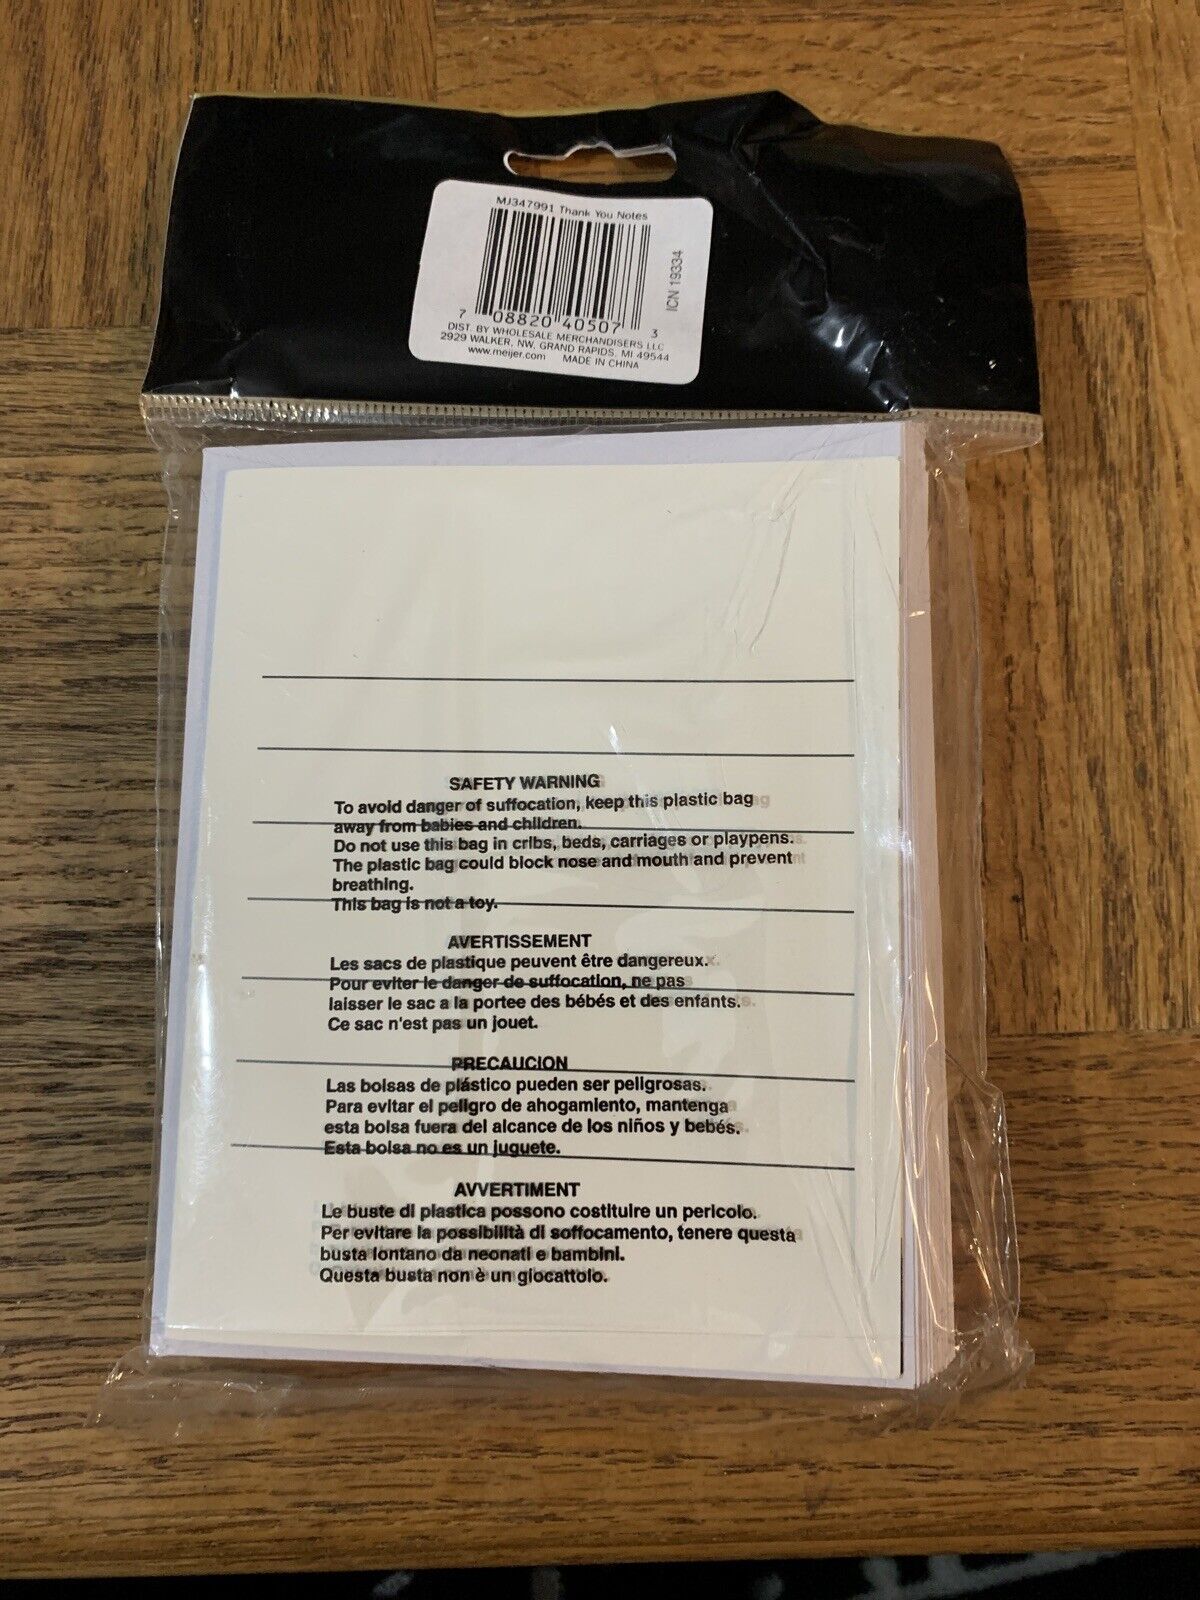 MJ347991 Thank You Notes
ICN 19334
7 08820 40507 3
DIST. BY WHOLESALE MERCHANDISERS LLC
2929 WALKER, NW, GRAND RAPIDS, MI 49544
www.meijer.com MADE IN CHINA
SAFETY WARNING
To avoid danger of suffocation, keep this plastic bag
away from babies and children.
Do not use this bag in cribs, beds, carriages or playpens.
The plastic bag could block nose and mouth and prevent
breathing.
This bag is not a toy.
AVERTISSEMENT
Les sacs de plastique peuvent être dangereux.
Pour eviter le danger de suffocation, ne pas
laisser le sac a la portee des bébés et des enfants.
Ce sac n'est pas un jouet.
PRECAUCION
Las bolsas de plástico pueden ser peligrosas.
Para evitar el peligro de ahogamiento, mantenga
esta bolsa fuera del alcance de los niños y bebés.
Esta bolsa no es un juguete.
AVVERTIMENT
Le buste di plastica possono costituire un pericolo.
Per evitare la possibilità di soffocamento, tenere questa
busta lontano da neonati e bambini.
Questa busta non è un giocattolo.